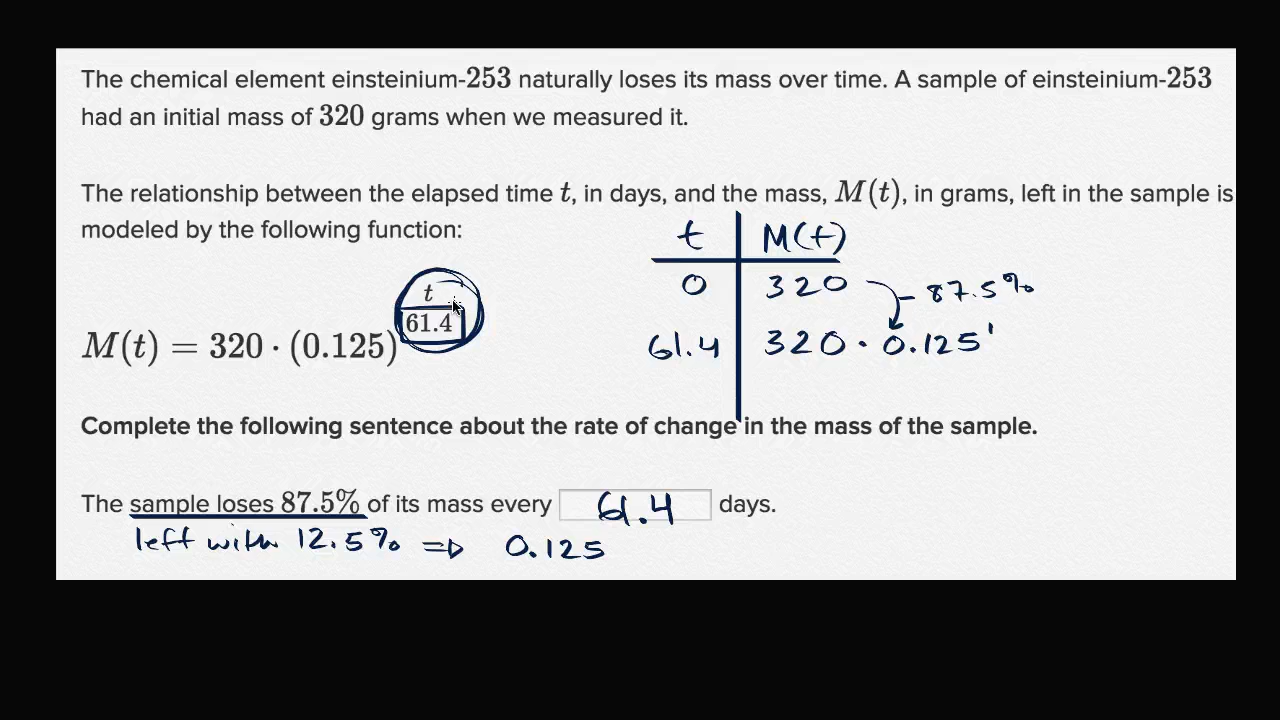 The chemical element einsteinium-253 naturally loses its mass over time. A sample of einsteinium-253
had an initial mass of 320 grams when we measured it.
The relationship between the elapsed time t, in days, and the mass, M(t), in grams, left in the sample is
modeled by the following function:
t M(t)
0 320 - 87.5%
61.4 320 · 0.125¹
M(t) = 320 · (0.125)^(t/61.4)
Complete the following sentence about the rate of change in the mass of the sample.
The sample loses 87.5% of its mass every 61.4 days.
left with 12.5% ⇒ 0.125